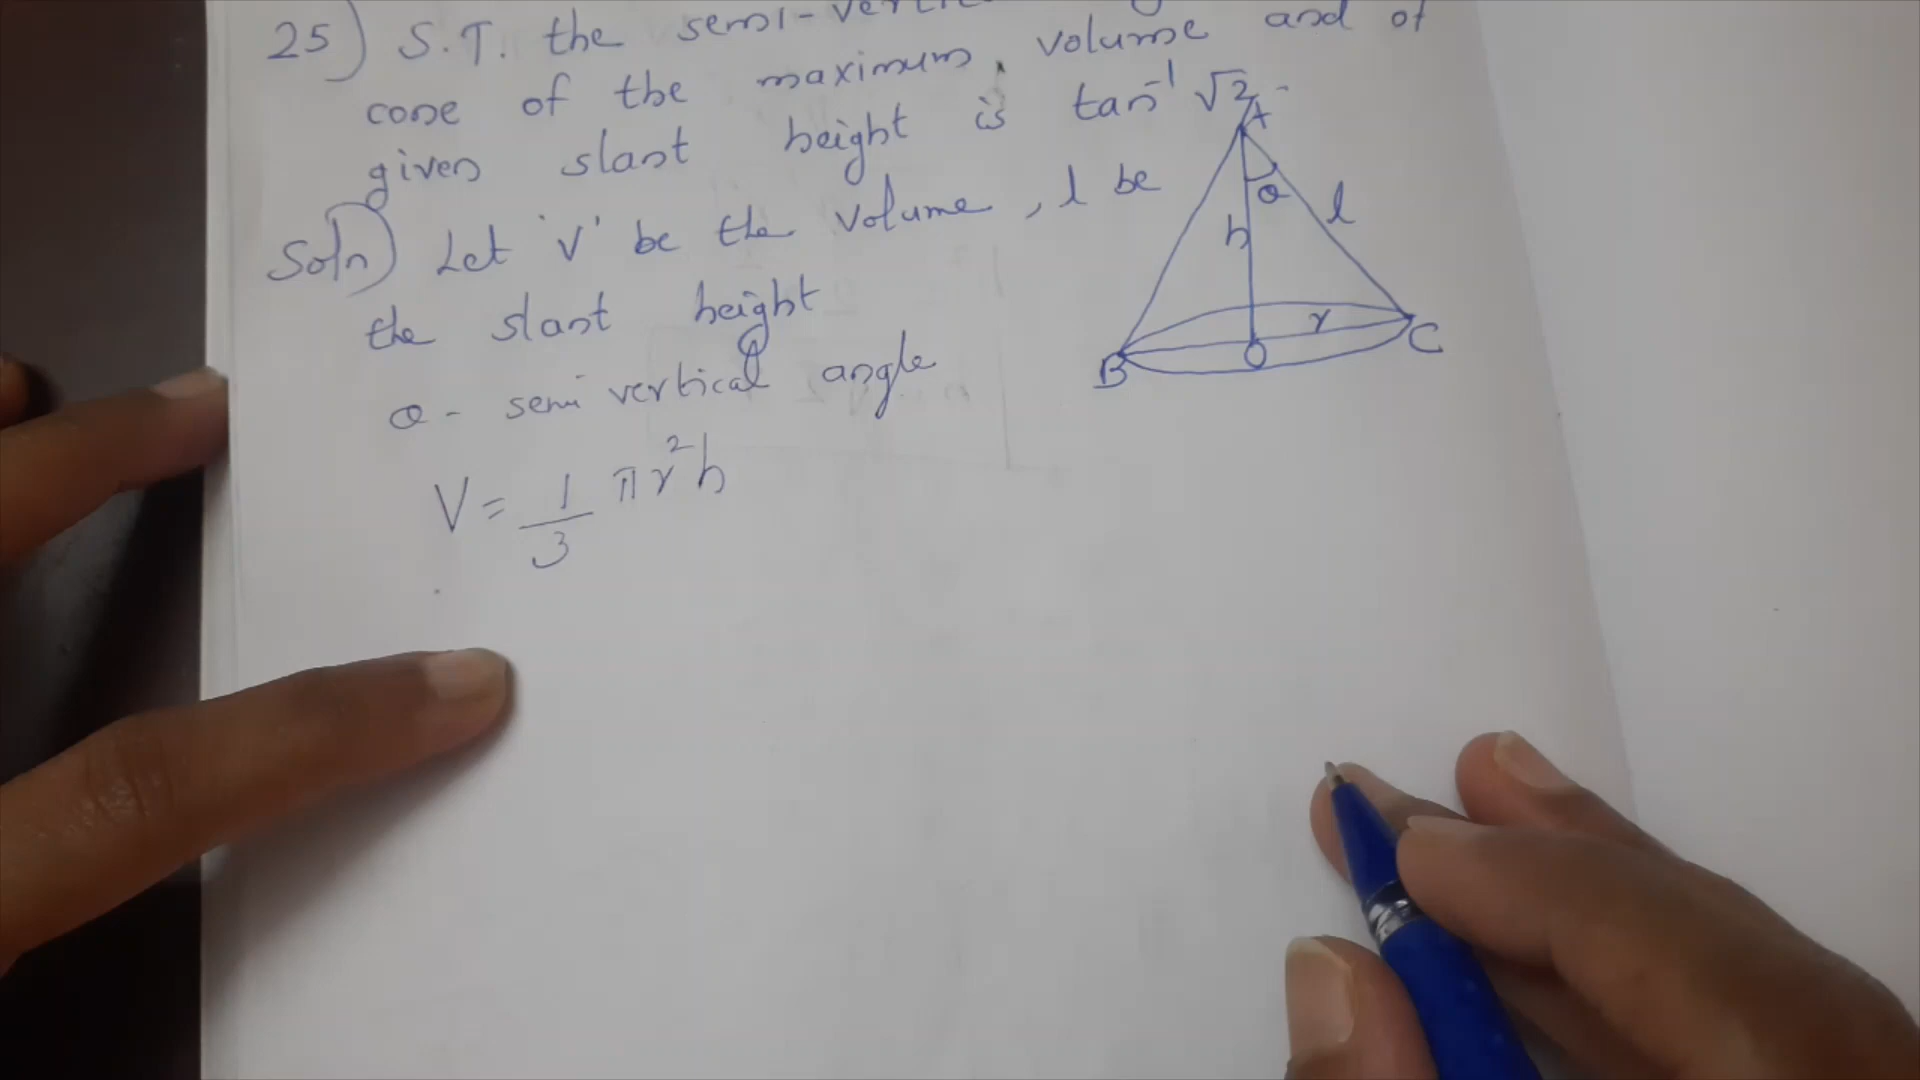 25) S.T. the semi-vertic
cone of the maximum volume and of
given slant height is tan⁻¹ √2.
Soln) Let 'V' be the volume, l be
the slant height
θ - semi vertical angle
V = 1/3 πr²h
A
θ
l
h
r
B
O
C